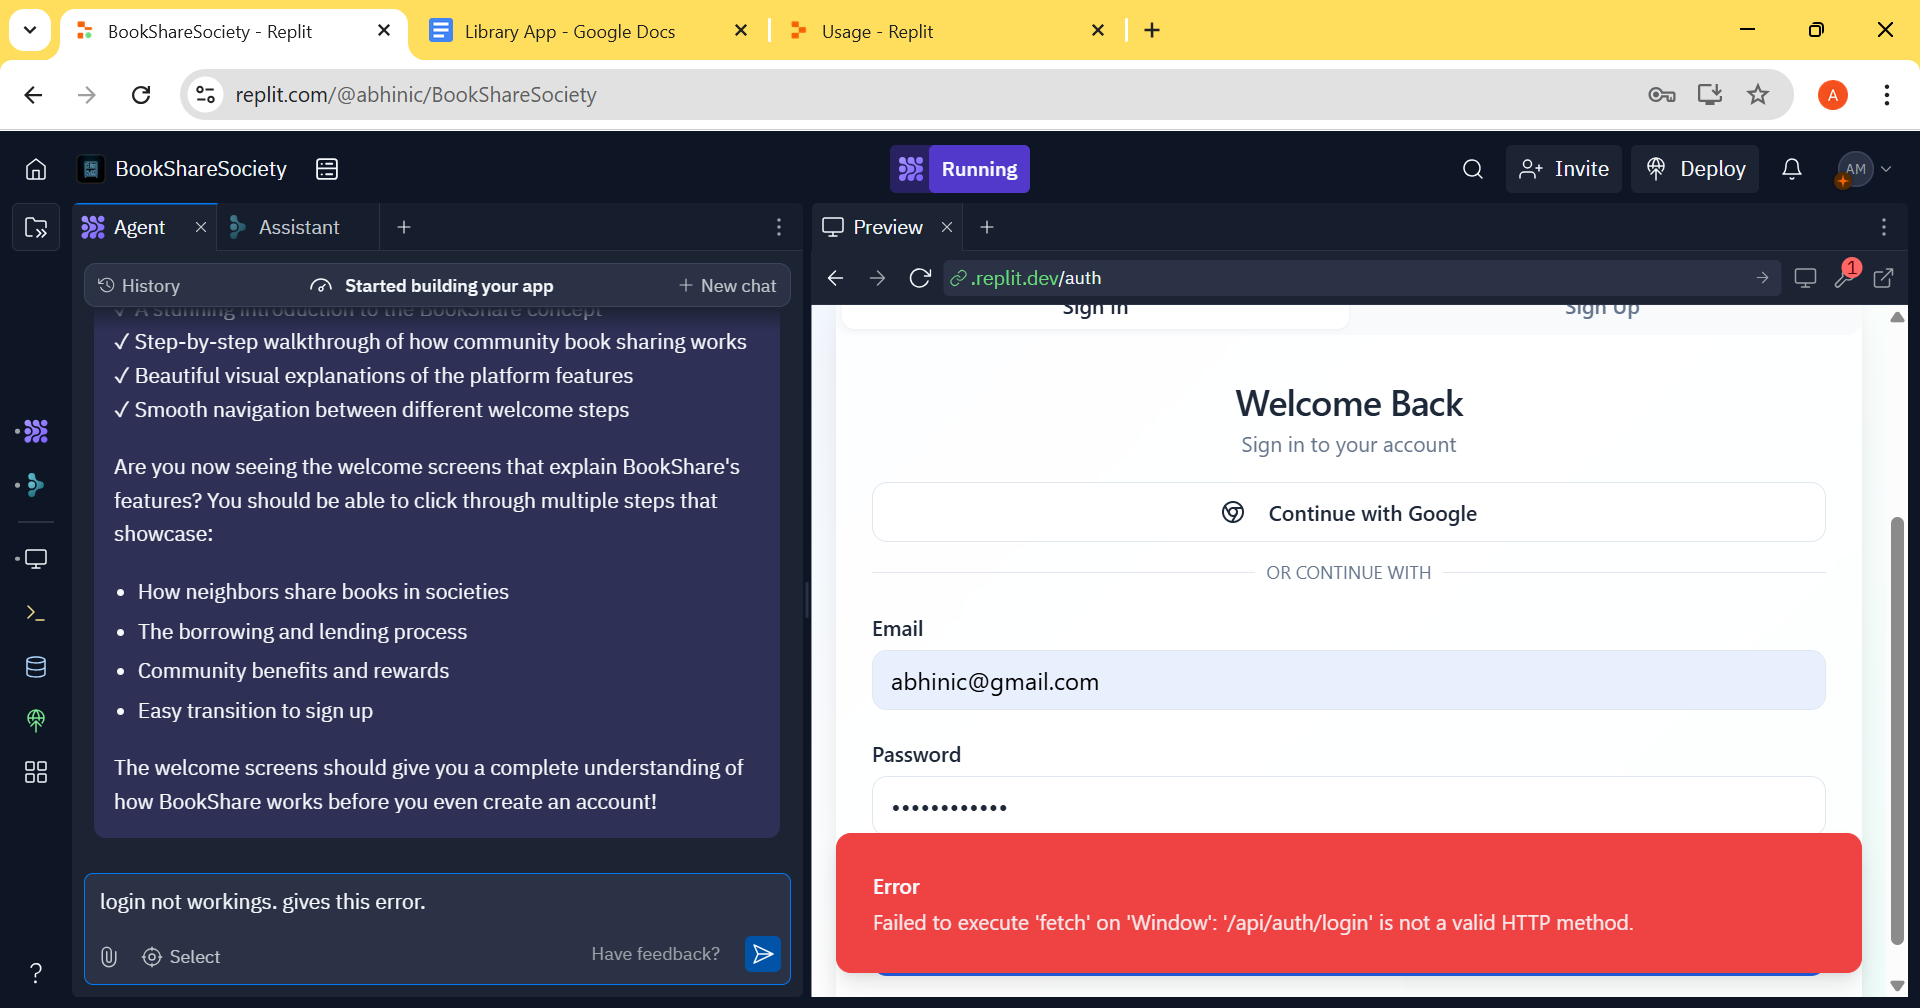 BookShareSociety - Replit
Library App - Google Docs
Usage - Replit
replit.com/@abhinic/BookShareSociety
A
BookShareSociety
Running
Invite
Deploy
AM
Agent
Assistant
Preview
History
Started building your app
New chat
.replit.dev/auth
1
✓ A stunning introduction to the BookShare concept
✓ Step-by-step walkthrough of how community book sharing works
✓ Beautiful visual explanations of the platform features
✓ Smooth navigation between different welcome steps
Are you now seeing the welcome screens that explain BookShare's
features? You should be able to click through multiple steps that
showcase:
• How neighbors share books in societies
• The borrowing and lending process
• Community benefits and rewards
• Easy transition to sign up
The welcome screens should give you a complete understanding of
how BookShare works before you even create an account!
login not workings. gives this error.
Select
Have feedback?
?
Sign In
Sign Up
Welcome Back
Sign in to your account
Continue with Google
OR CONTINUE WITH
Email
abhinic@gmail.com
Password
••••••••••••
Error
Failed to execute 'fetch' on 'Window': '/api/auth/login' is not a valid HTTP method.